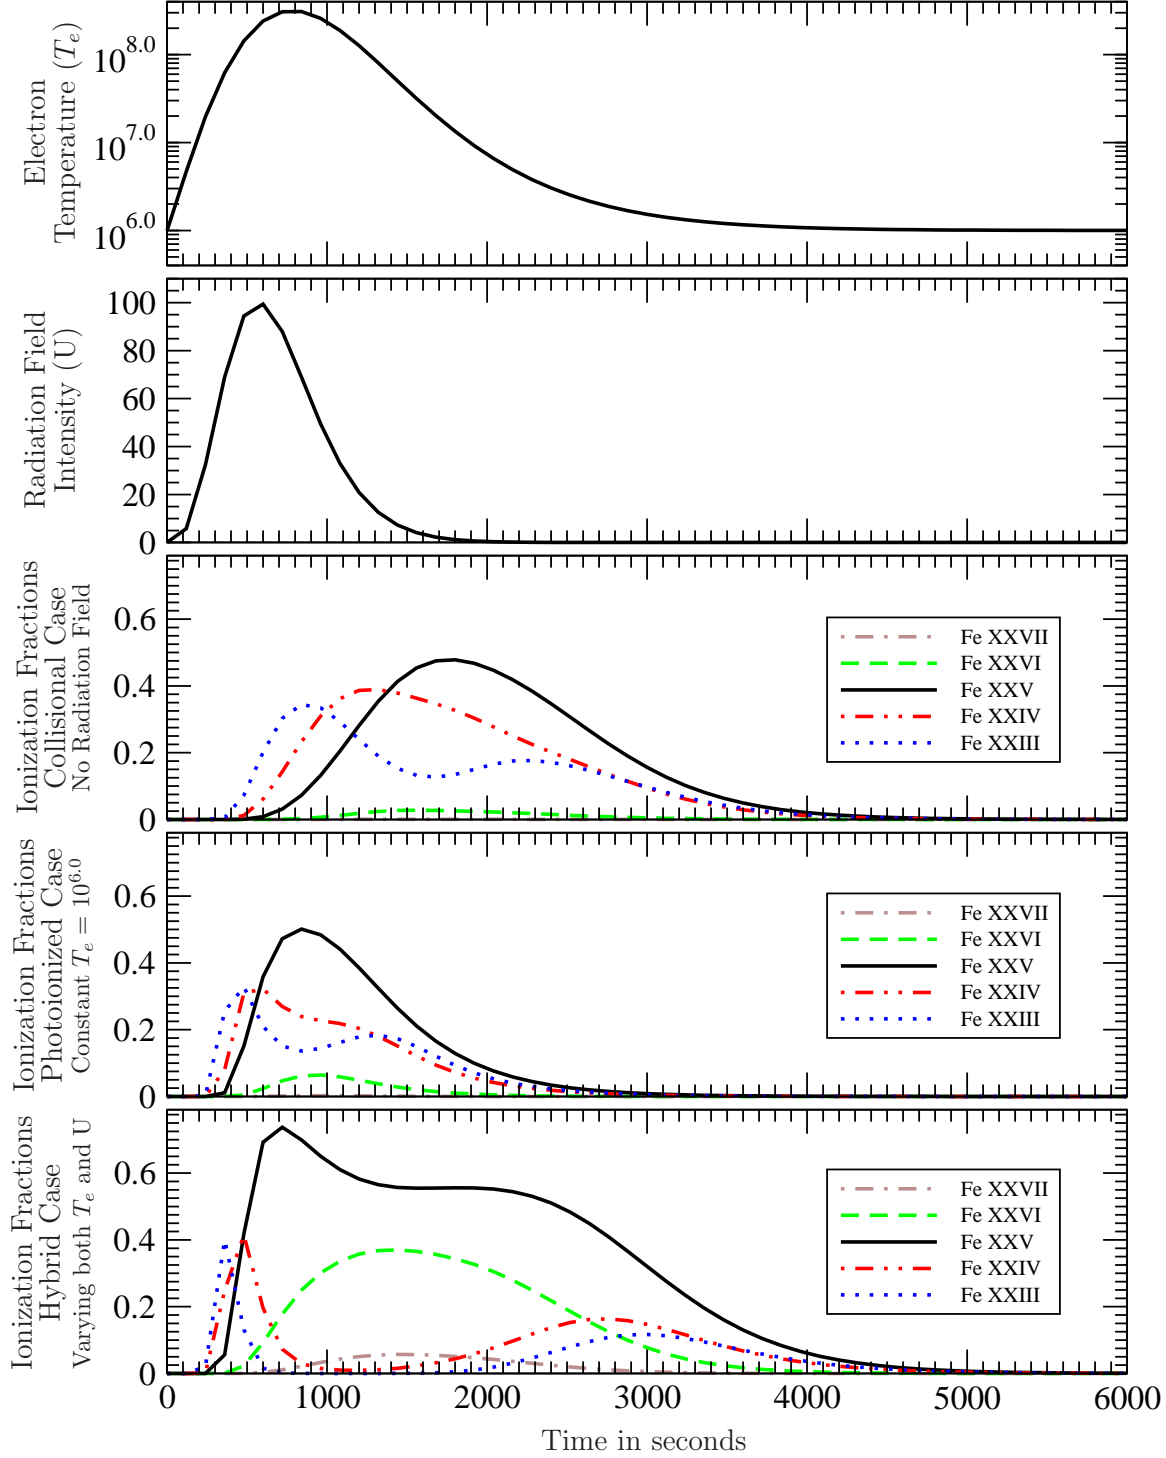 Electron
Temperature (Tₑ)
10^8.0
10^7.0
10^6.0
Radiation Field
Intensity (U)
100
80
60
40
20
0
Ionization Fractions
Collisional Case
No Radiation Field
0.6
0.4
0.2
0
Fe XXVII
Fe XXVI
Fe XXV
Fe XXIV
Fe XXIII
Ionization Fractions
Photoionized Case
Constant Tₑ = 10^6.0
0.6
0.4
0.2
0
Fe XXVII
Fe XXVI
Fe XXV
Fe XXIV
Fe XXIII
Ionization Fractions
Hybrid Case
Varying both Tₑ and U
0.6
0.4
0.2
0
Fe XXVII
Fe XXVI
Fe XXV
Fe XXIV
Fe XXIII
0 1000 2000 3000 4000 5000 6000
Time in seconds